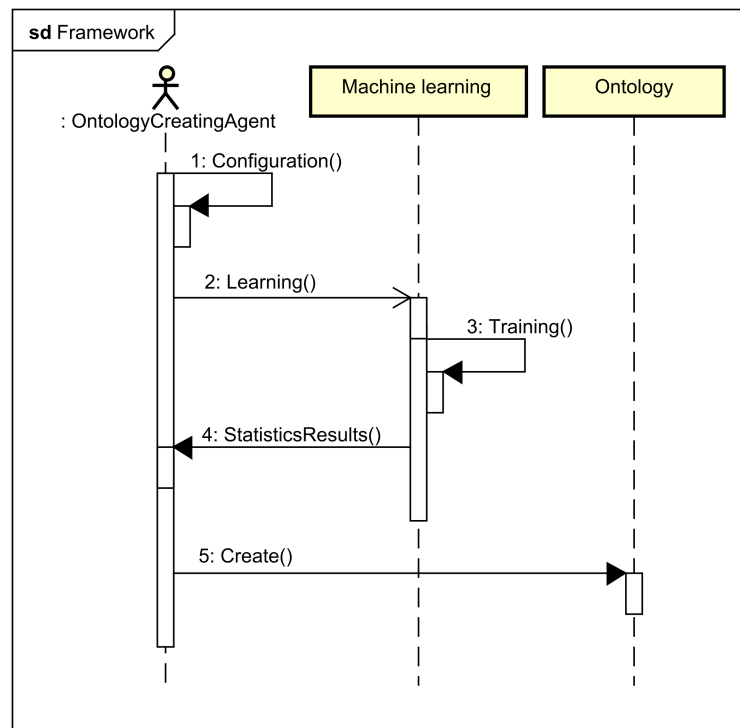 sd Framework
Machine learning
Ontology
: OntologyCreatingAgent
1: Configuration()
2: Learning()
3: Training()
4: StatisticsResults()
5: Create()